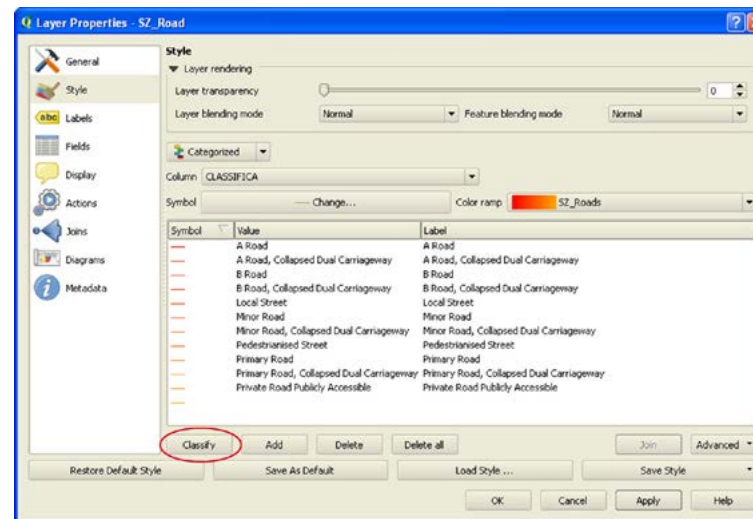 Layer Properties - SZ_Road
General
Style
Labels
Fields
Display
Actions
Joins
Diagrams
Metadata
Style
Layer rendering
Layer transparency 0
Layer blending mode Normal Feature blending mode Normal
Categorized
Column CLASSIFICA
Symbol Change... Color ramp SZ_Roads
Symbol Value Label
A Road A Road
A Road, Collapsed Dual Carriageway A Road, Collapsed Dual Carriageway
B Road B Road
B Road, Collapsed Dual Carriageway B Road, Collapsed Dual Carriageway
Local Street Local Street
Minor Road Minor Road
Minor Road, Collapsed Dual Carriageway Minor Road, Collapsed Dual Carriageway
Pedestrianised Street Pedestrianised Street
Primary Road Primary Road
Primary Road, Collapsed Dual Carriageway Primary Road, Collapsed Dual Carriageway
Private Road Publicly Accessible Private Road Publicly Accessible
Classify Add Delete Delete all Join Advanced
Restore Default Style Save As Default Load Style ... Save Style
OK Cancel Apply Help
abc